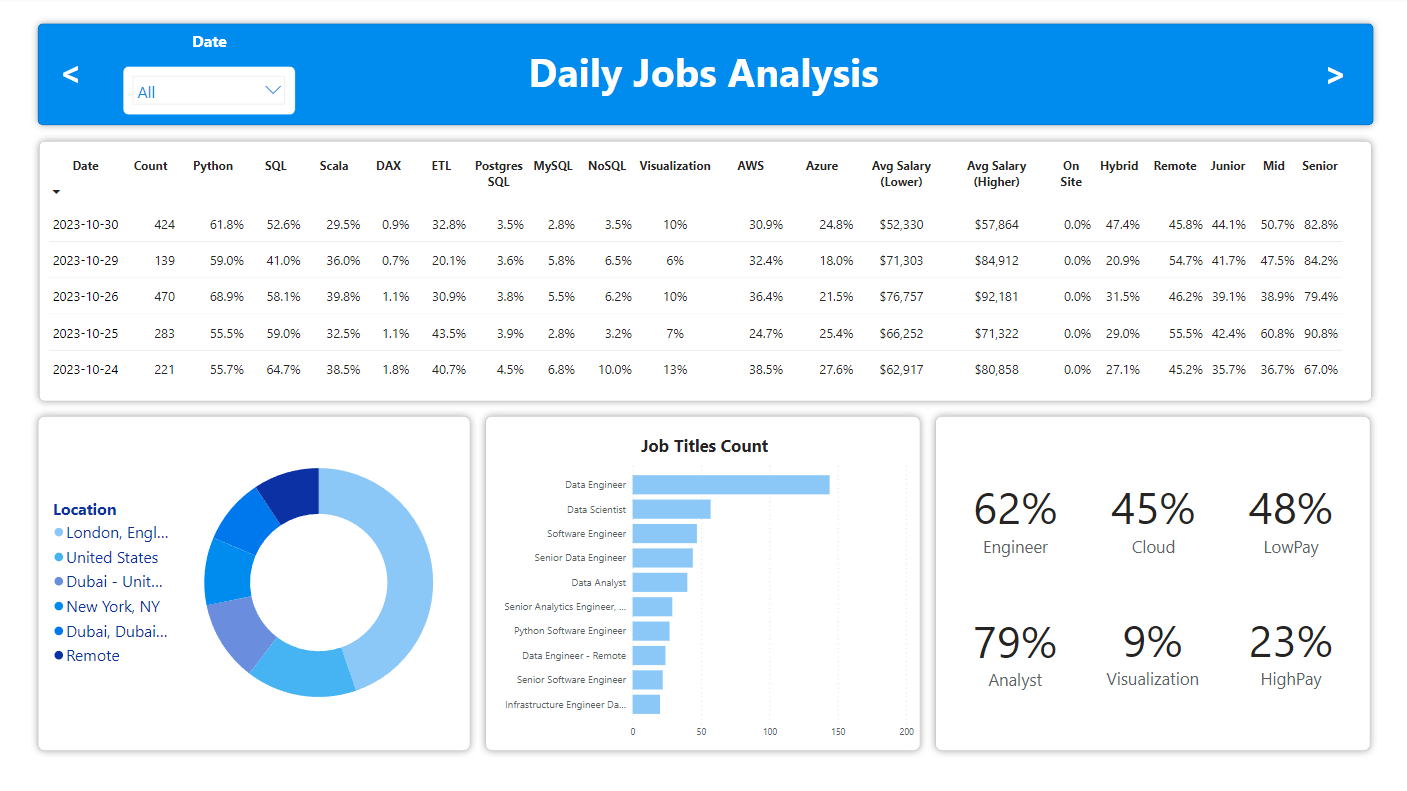 Date
< Daily Jobs Analysis >
All
Date Count Python SQL Scala DAX ETL Postgres SQL MySQL NoSQL Visualization AWS Azure Avg Salary (Lower) Avg Salary (Higher) On Site Hybrid Remote Junior Mid Senior
2023-10-30 424 61.8% 52.6% 29.5% 0.9% 32.8% 3.5% 2.8% 3.5% 10% 30.9% 24.8% $52,330 $57,864 0.0% 47.4% 45.8% 44.1% 50.7% 82.8%
2023-10-29 139 59.0% 41.0% 36.0% 0.7% 20.1% 3.6% 5.8% 6.5% 6% 32.4% 18.0% $71,303 $84,912 0.0% 20.9% 54.7% 41.7% 47.5% 84.2%
2023-10-26 470 68.9% 58.1% 39.8% 1.1% 30.9% 3.8% 5.5% 6.2% 10% 36.4% 21.5% $76,757 $92,181 0.0% 31.5% 46.2% 39.1% 38.9% 79.4%
2023-10-25 283 55.5% 59.0% 32.5% 1.1% 43.5% 3.9% 2.8% 3.2% 7% 24.7% 25.4% $66,252 $71,322 0.0% 29.0% 55.5% 42.4% 60.8% 90.8%
2023-10-24 221 55.7% 64.7% 38.5% 1.8% 40.7% 4.5% 6.8% 10.0% 13% 38.5% 27.6% $62,917 $80,858 0.0% 27.1% 45.2% 35.7% 36.7% 67.0%
Location
London, Engl...
United States
Dubai - Unit...
New York, NY
Dubai, Dubai...
Remote
Job Titles Count
Data Engineer
Data Scientist
Software Engineer
Senior Data Engineer
Data Analyst
Senior Analytics Engineer, ...
Python Software Engineer
Data Engineer - Remote
Senior Software Engineer
Infrastructure Engineer Da...
0 50 100 150 200
62% 45% 48%
Engineer Cloud LowPay
79% 9% 23%
Analyst Visualization HighPay